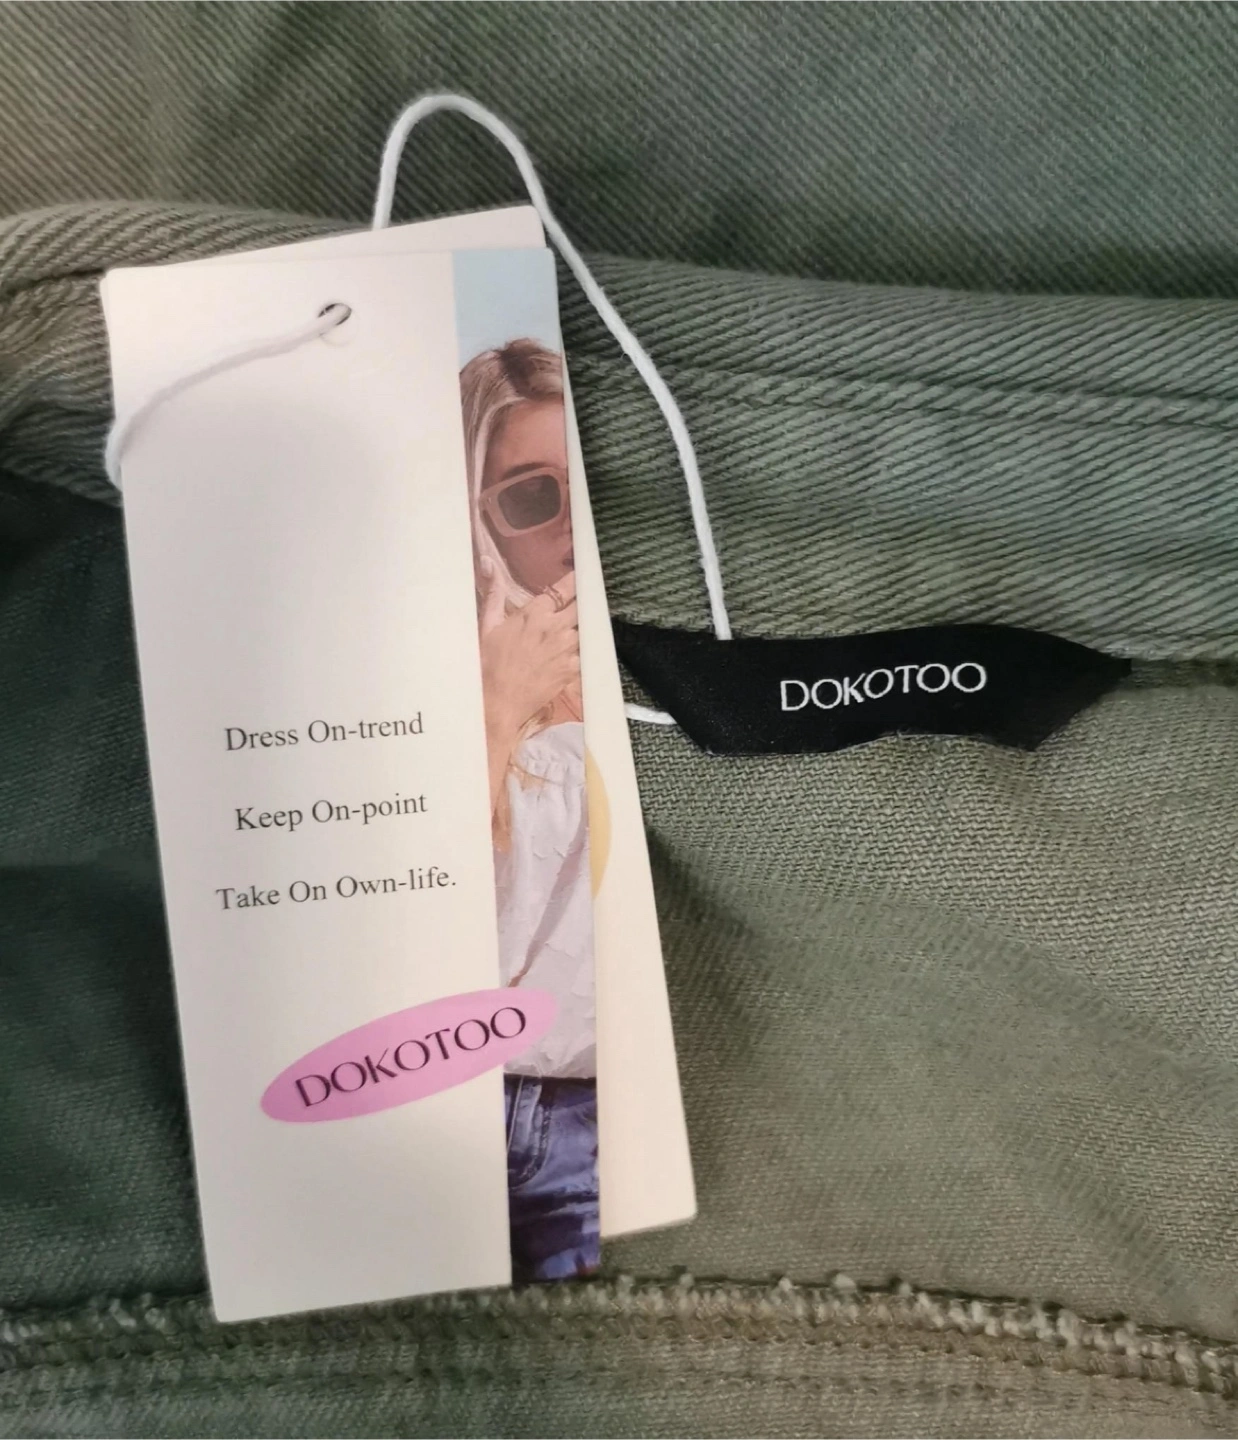 Dress On-trend
Keep On-point
Take On Own-life.
DOKOTOO
DOKOTOO